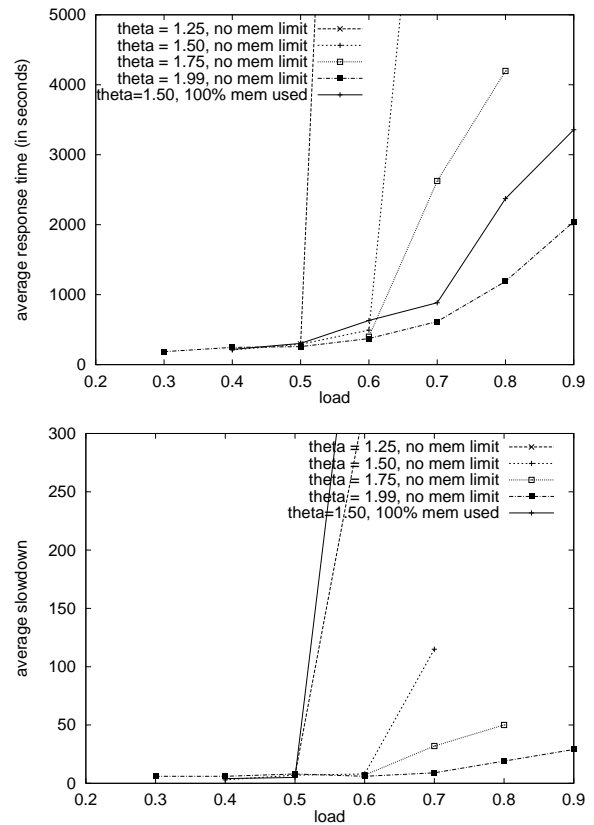 5000
4000
3000
2000
1000
0
average response time (in seconds)
theta = 1.25, no mem limit
theta = 1.50, no mem limit
theta = 1.75, no mem limit
theta = 1.99, no mem limit
theta=1.50, 100% mem used
0.2 0.3 0.4 0.5 0.6 0.7 0.8 0.9
load
300
250
200
150
100
50
0
average slowdown
theta = 1.25, no mem limit
theta = 1.50, no mem limit
theta = 1.75, no mem limit
theta = 1.99, no mem limit
theta=1.50, 100% mem used
0.2 0.3 0.4 0.5 0.6 0.7 0.8 0.9
load